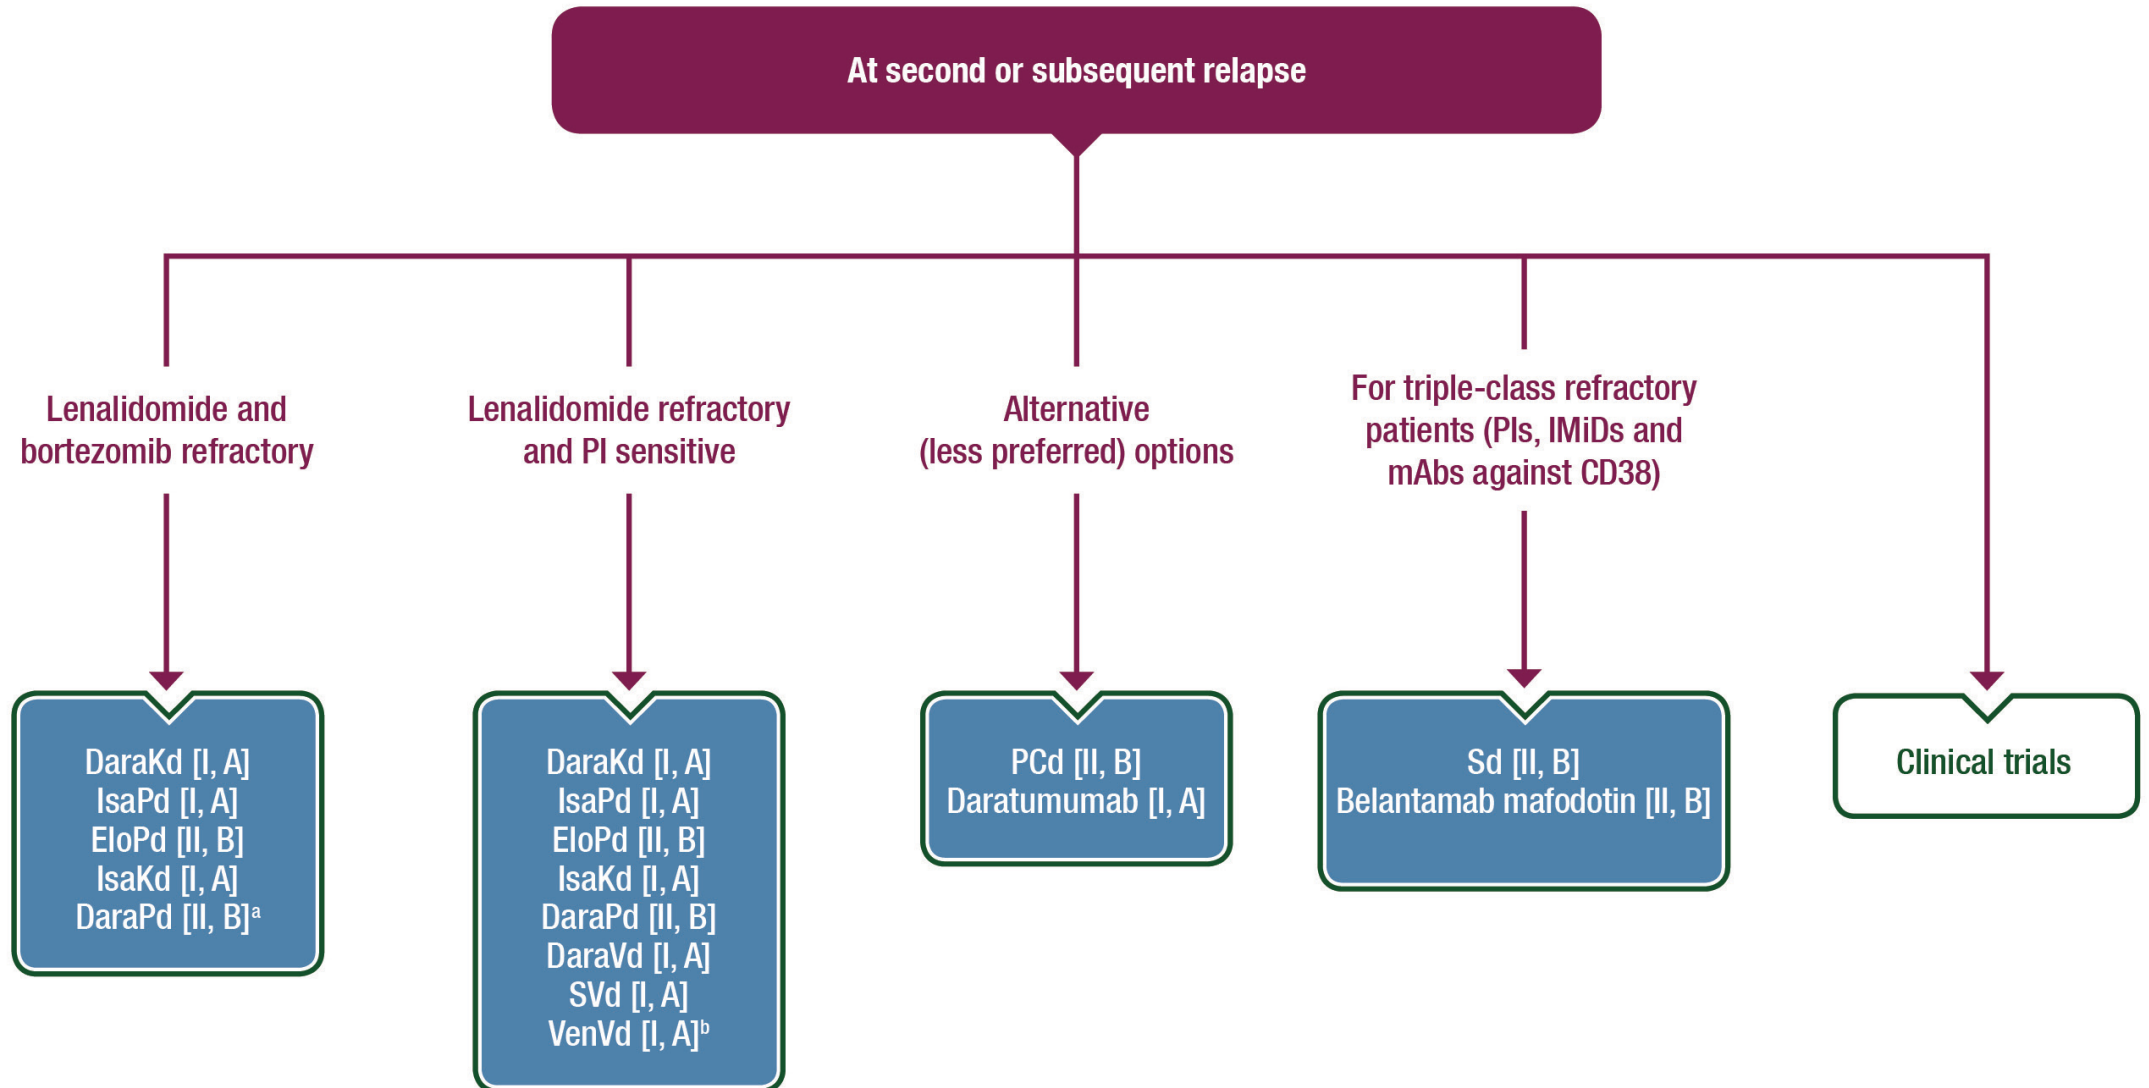 At second or subsequent relapse
Lenalidomide and
bortezomib refractory
Lenalidomide refractory
and PI sensitive
Alternative
(less preferred) options
For triple-class refractory
patients (PIs, IMiDs and
mAbs against CD38)
DaraKd [I, A]
IsaPd [I, A]
EloPd [II, B]
IsaKd [I, A]
DaraPd [II, B]ᵃ
DaraKd [I, A]
IsaPd [I, A]
EloPd [II, B]
IsaKd [I, A]
DaraPd [II, B]
DaraVd [I, A]
SVd [I, A]
VenVd [I, A]ᵇ
PCd [II, B]
Daratumumab [I, A]
Sd [II, B]
Belantamab mafodotin [II, B]
Clinical trials